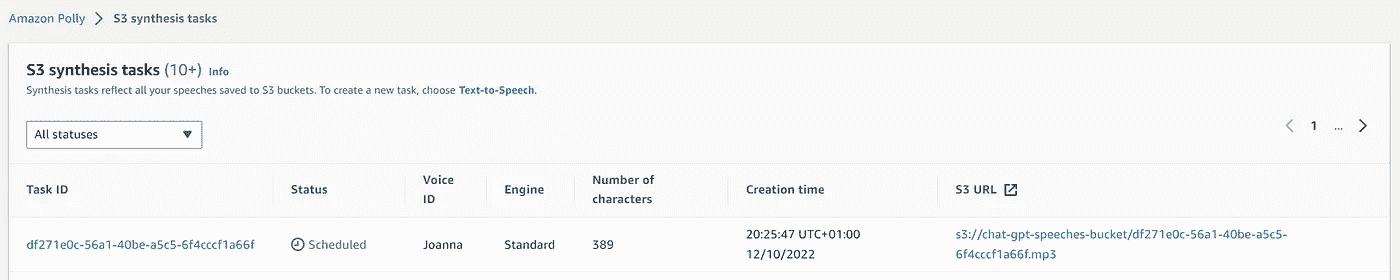 Amazon Polly > S3 synthesis tasks
S3 synthesis tasks (10+) Info
Synthesis tasks reflect all your speeches saved to S3 buckets. To create a new task, choose Text-to-Speech.
All statuses
1 ...
Task ID Status Voice ID Engine Number of characters Creation time S3 URL
df271e0c-56a1-40be-a5c5-6f4cccf1a66f Scheduled Joanna Standard 389 20:25:47 UTC+01:00 12/10/2022 s3://chat-gpt-speeches-bucket/df271e0c-56a1-40be-a5c5-6f4cccf1a66f.mp3